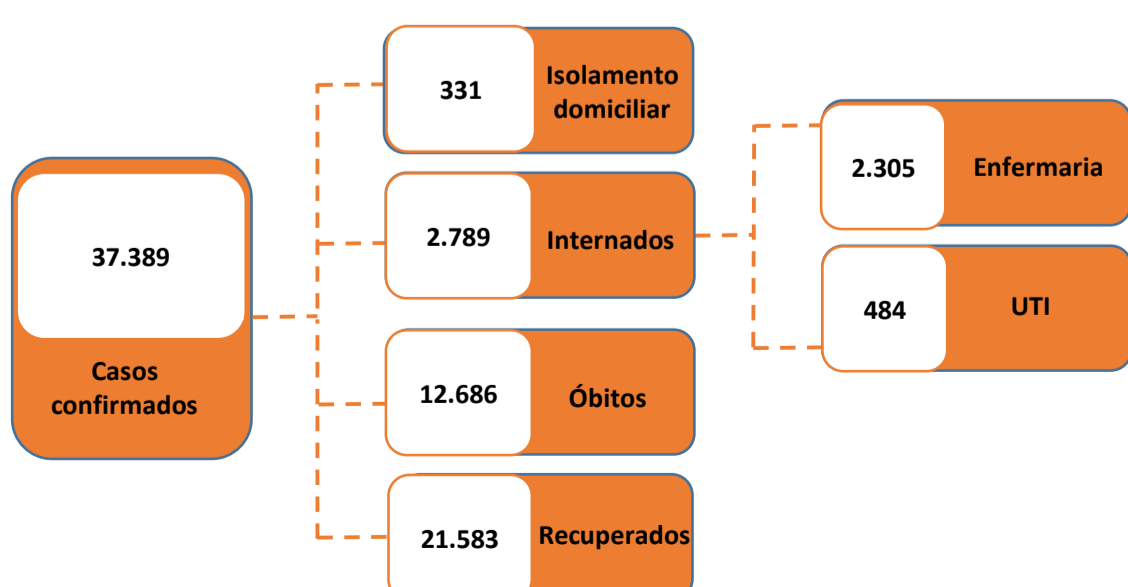 37.389
Casos
confirmados
331
Isolamento
domiciliar
2.789
Internados
12.686
Óbitos
21.583
Recuperados
2.305
Enfermaria
484
UTI